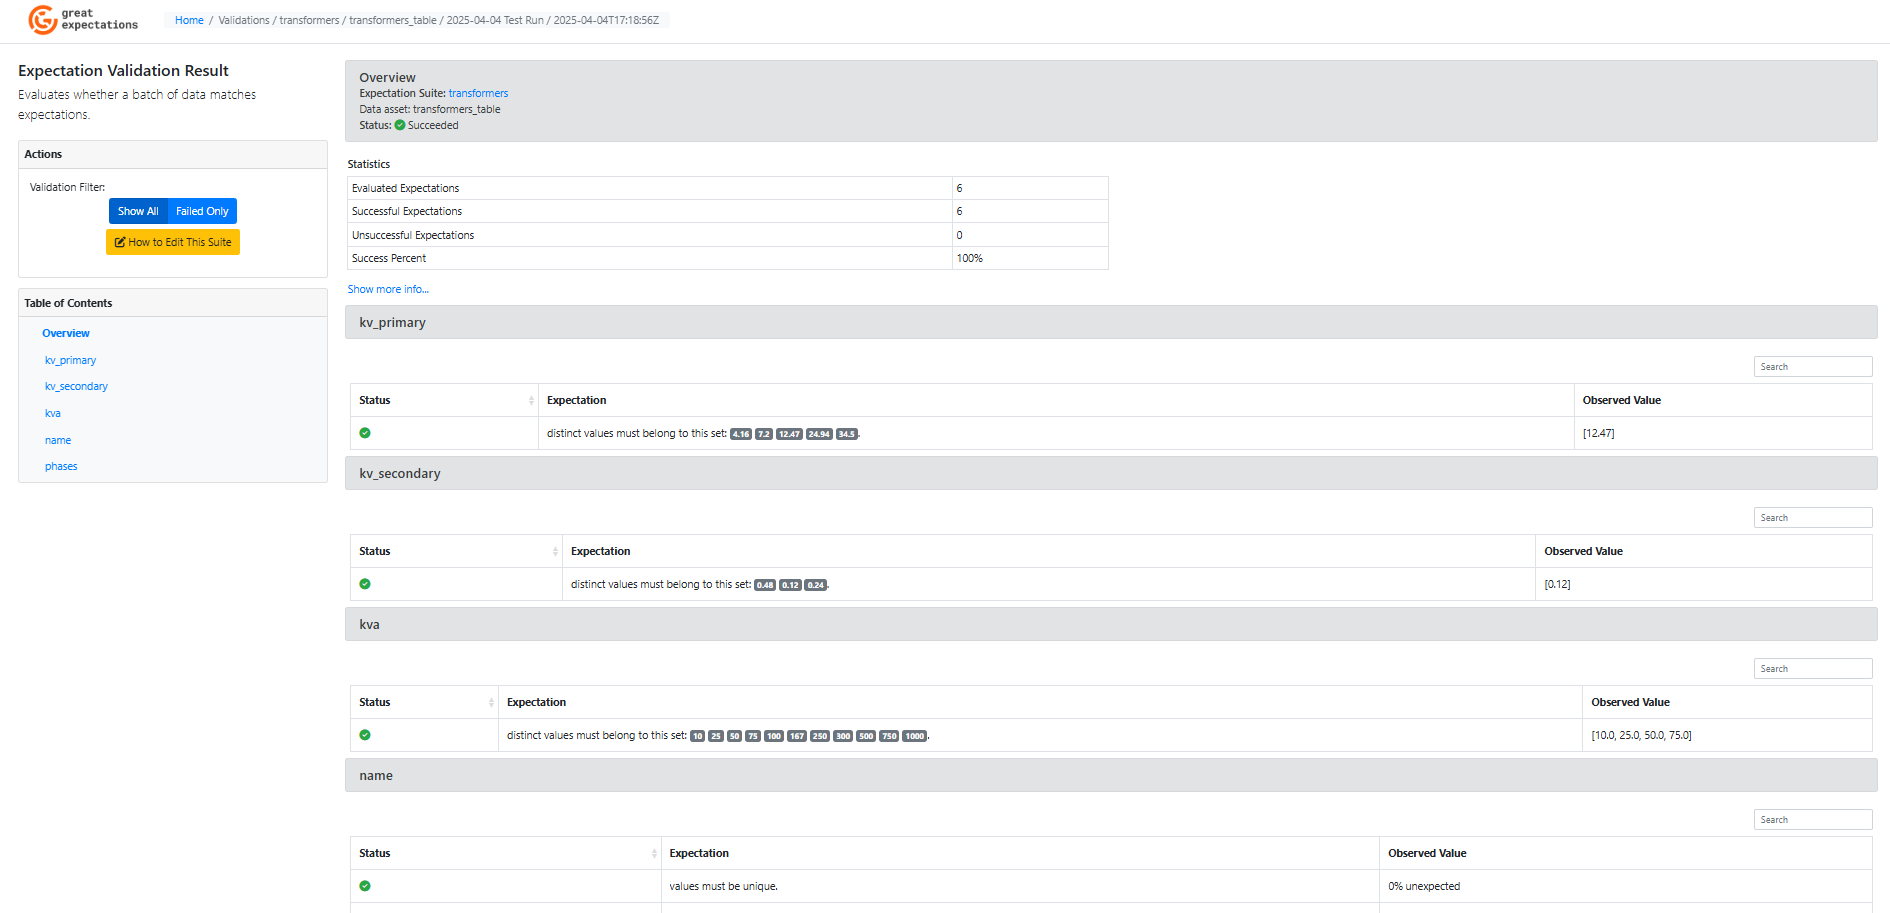 great
expectations
Home / Validations / transformers / transformers_table / 2025-04-04 Test Run / 2025-04-04T17:18:56Z
Expectation Validation Result
Evaluates whether a batch of data matches
expectations.
Actions
Validation Filter:
Show All Failed Only
How to Edit This Suite
Table of Contents
Overview
kv_primary
kv_secondary
kva
name
phases
Overview
Expectation Suite: transformers
Data asset: transformers_table
Status: Succeeded
Statistics
Evaluated Expectations 6
Successful Expectations 6
Unsuccessful Expectations 0
Success Percent 100%
Show more info...
kv_primary
Search
Status Expectation Observed Value
distinct values must belong to this set: 4.16 7.2 12.47 24.94 34.5. [12.47]
kv_secondary
Search
Status Expectation Observed Value
distinct values must belong to this set: 0.48 0.12 0.24. [0.12]
kva
Search
Status Expectation Observed Value
distinct values must belong to this set: 10 25 50 75 100 167 250 300 500 750 1000. [10.0, 25.0, 50.0, 75.0]
name
Search
Status Expectation Observed Value
values must be unique. 0% unexpected